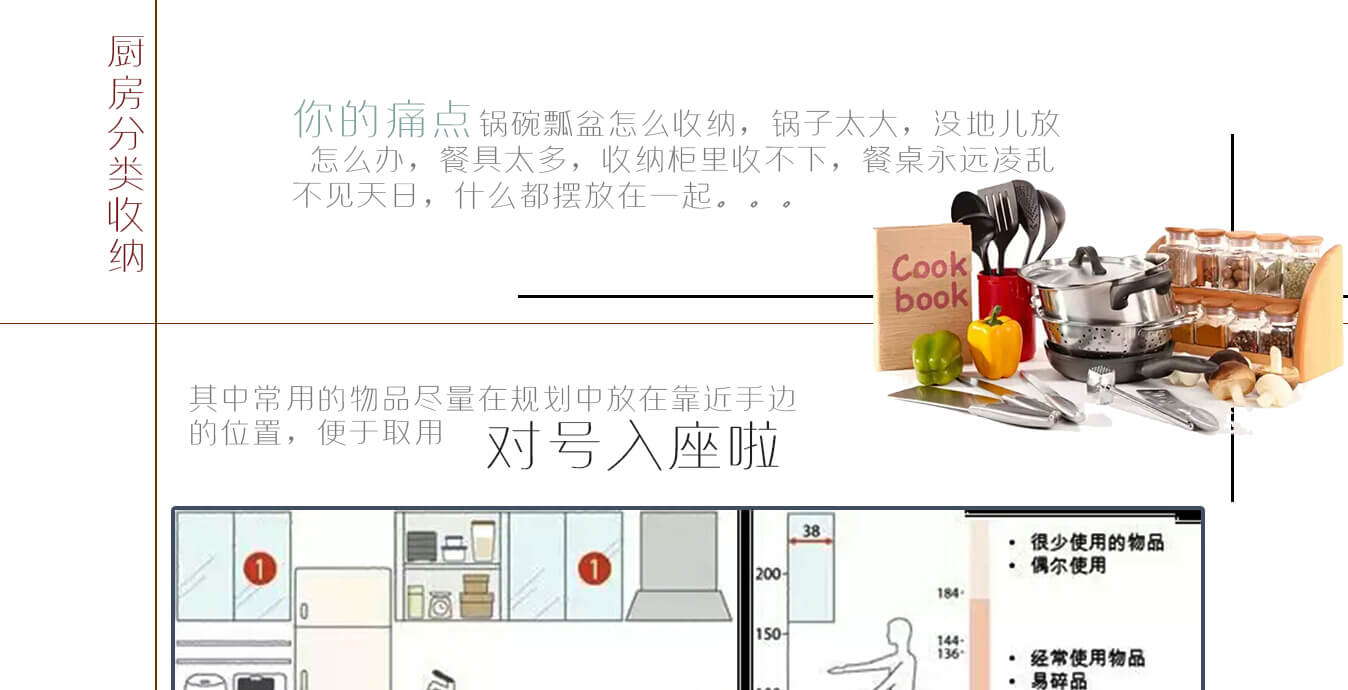 厨房分类收纳
你的痛点 锅碗瓢盆怎么收纳，锅子太大，没地儿放
怎么办，餐具太多，收纳柜里收不下，餐桌永远凌乱
不见天日，什么都摆放在一起。。。
Cook
book
其中常用的物品尽量在规划中放在靠近手边
的位置，便于取用
对号入座啦
1
1
38
200
150
184
144
136
• 很少使用的物品
• 偶尔使用
• 经常使用物品
• 易碎品